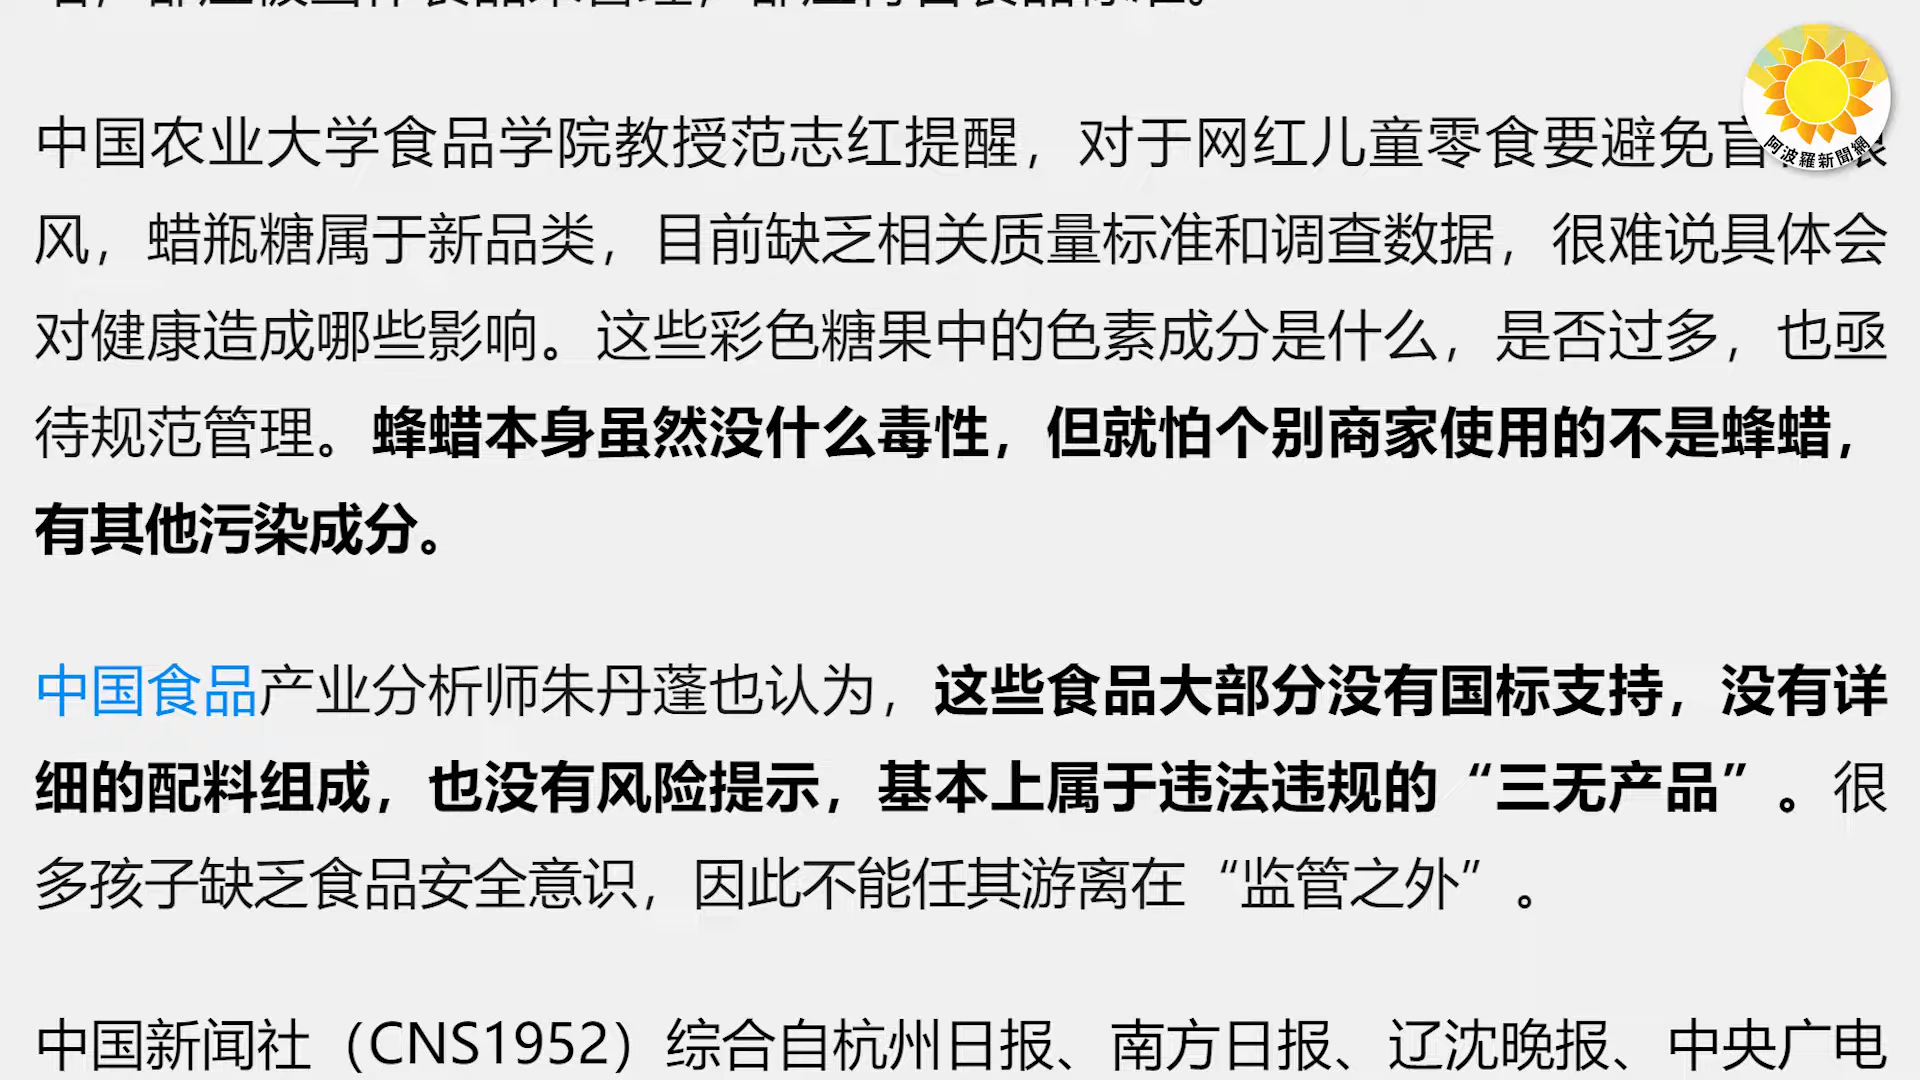 中国农业大学食品学院教授范志红提醒，对于网红儿童零食要避免盲
阿波羅新聞網
风，蜡瓶糖属于新品类，目前缺乏相关质量标准和调查数据，很难说具体会
对健康造成哪些影响。这些彩色糖果中的色素成分是什么，是否过多，也亟
待规范管理。蜂蜡本身虽然没什么毒性，但就怕个别商家使用的不是蜂蜡，
有其他污染成分。
中国食品产业分析师朱丹蓬也认为，这些食品大部分没有国标支持，没有详
细的配料组成，也没有风险提示，基本上属于违法违规的“三无产品”。很
多孩子缺乏食品安全意识，因此不能任其游离在“监管之外”。
中国新闻社（CNS1952）综合自杭州日报、南方日报、辽沈晚报、中央广电